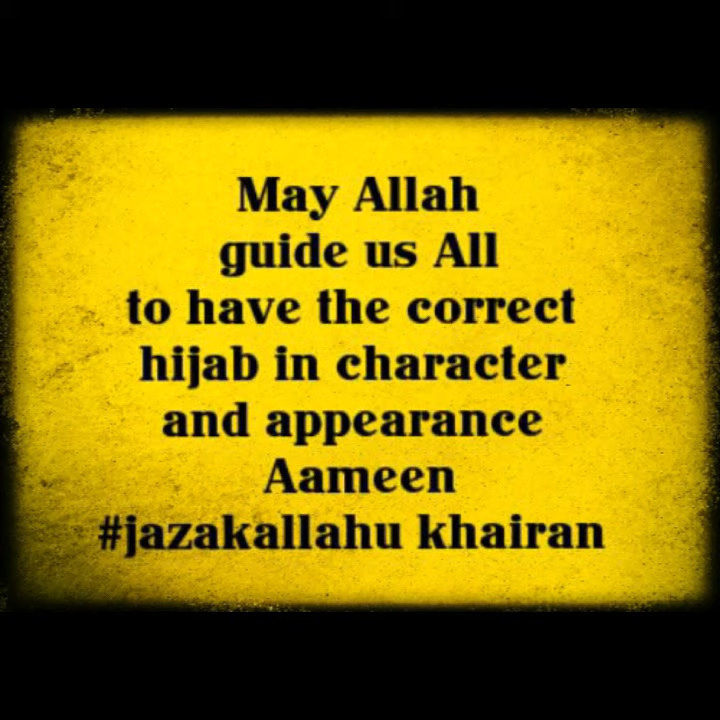 May Allah
guide us All
to have the correct
hijab in character
and appearance
Aameen
#jazakallahu khairan